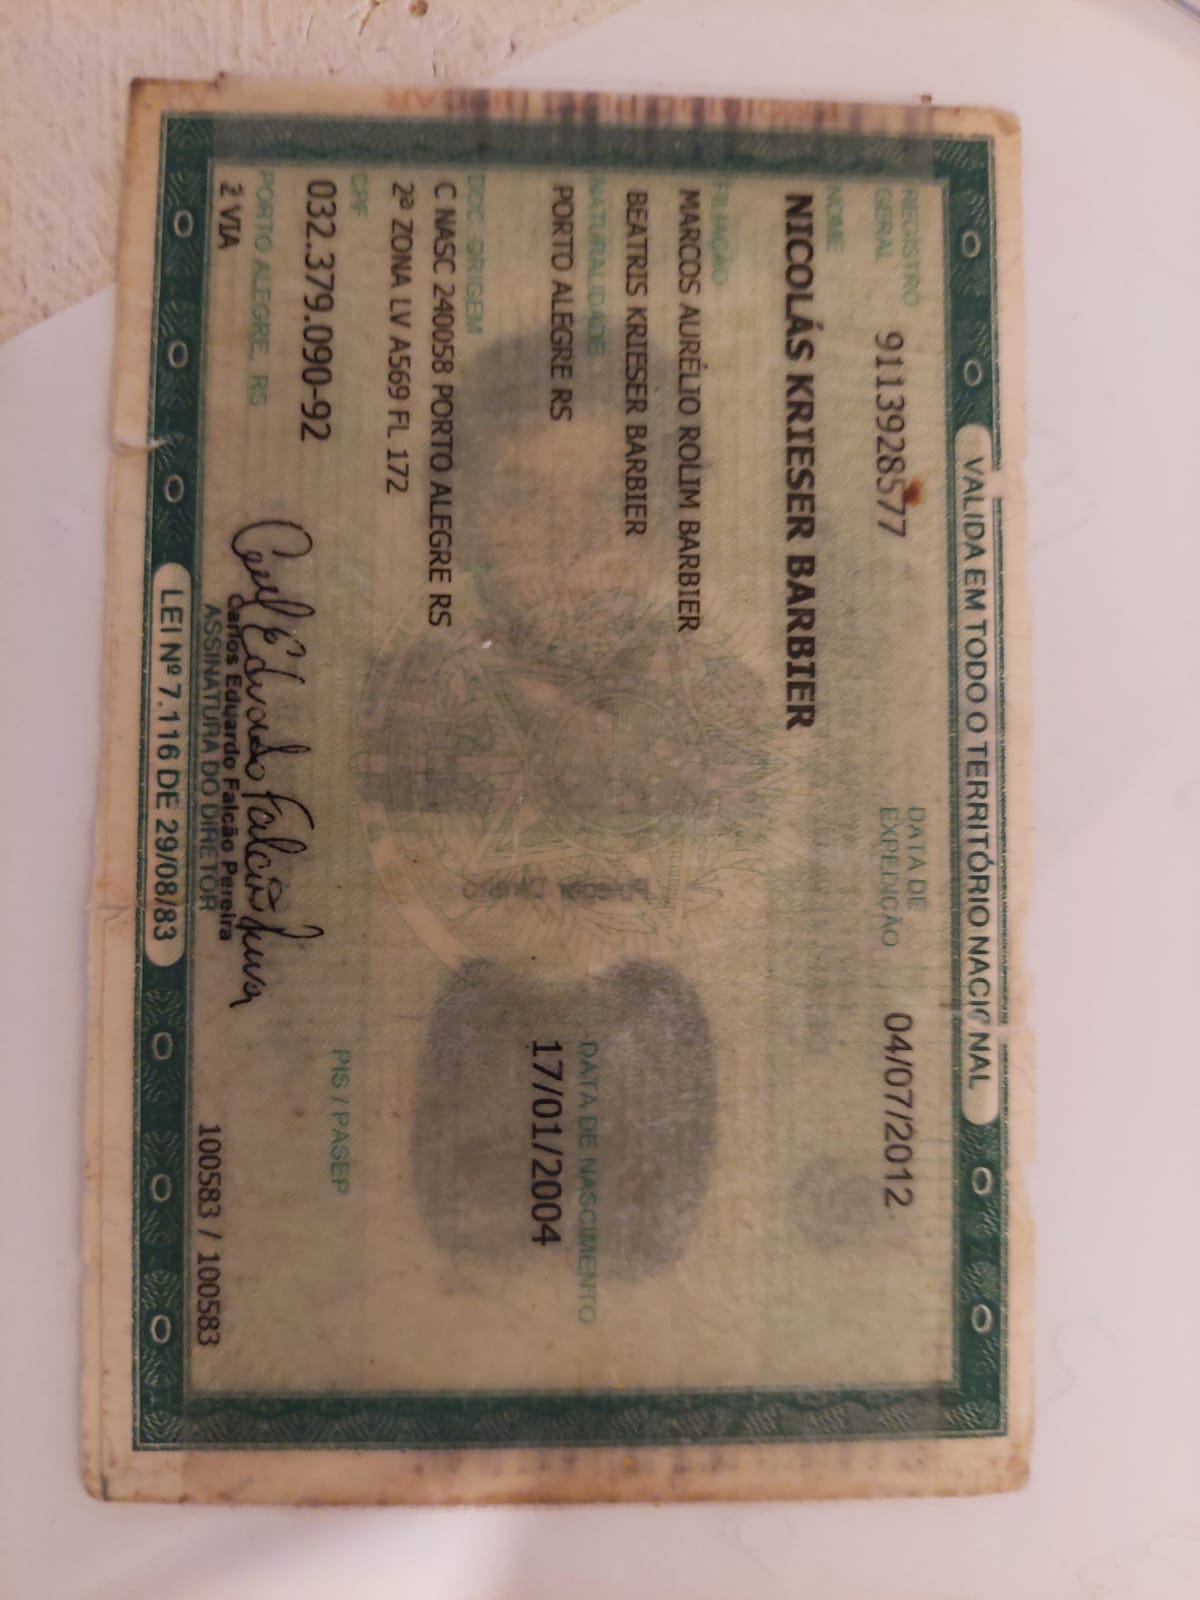 VALIDA EM TODO O TERRITÓRIO NACIONAL
REGISTRO GERAL 9113928577 DATA DE EXPEDIÇÃO 04/07/2012
NOME
NICOLÁS KRIESER BARBIER
FILIAÇÃO
MARCOS AURÉLIO ROLIM BARBIER
BEATRIS KRIESER BARBIER
NATURALIDADE DATA DE NASCIMENTO
PORTO ALEGRE RS 17/01/2004
DOC ORIGEM
C NASC 240058 PORTO ALEGRE RS
2ª ZONA LV A569 FL 172
CPF
032.379.090-92 PIS / PASEP
PORTO ALEGRE, RS
2 VIA
Carlos Eduardo Falcão Pereira
ASSINATURA DO DIRETOR 100583 / 100583
LEI Nº 7.116 DE 29/08/83